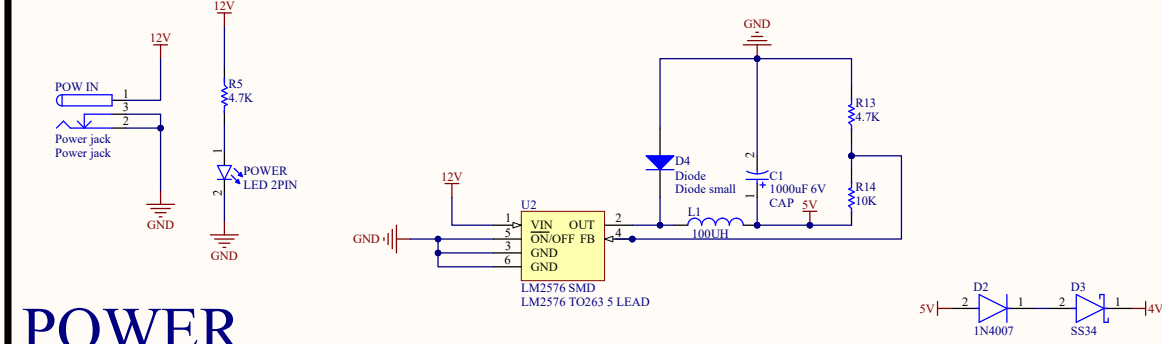 12V
12V
POW IN
1
3
2
Power jack
Power jack
GND
R5
4.7K
1
POWER
LED 2PIN
2
GND
GND
R13
4.7K
D4
Diode
Diode small
2
C1
1000uF 6V
CAP
+
1
R14
10K
5V
L1
100UH
12V
GND
U2
1 VIN OUT 2
5 ON/OFF FB 4
3 GND
6 GND
LM2576 SMD
LM2576 TO263 5 LEAD
5V
2
D2
1
1N4007
2
D3
1
SS34
4V
POWER